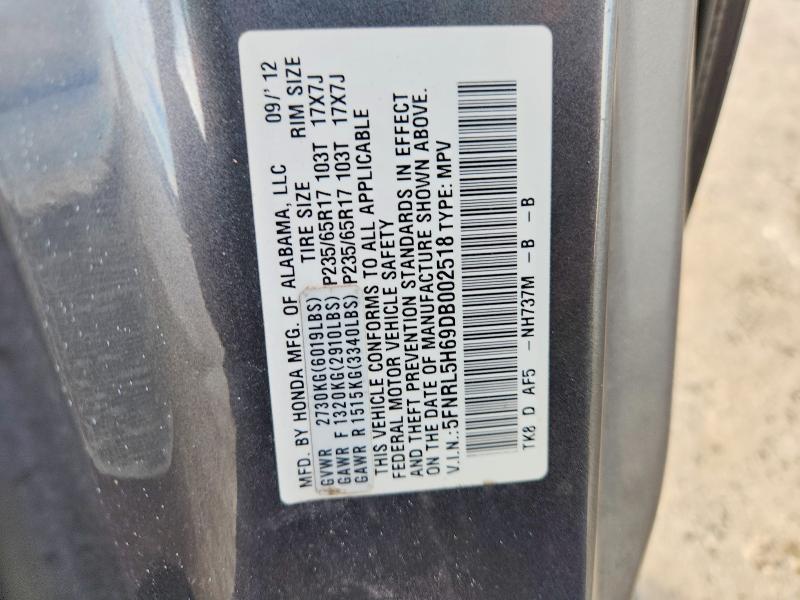 MFD. BY HONDA MFG. OF ALABAMA, LLC 09/'12
TIRE SIZE RIM SIZE
GVWR 2730KG(6019LBS)
GAWR F 1320KG(2910LBS) P235/65R17 103T 17X7J
GAWR R 1515KG(3340LBS) P235/65R17 103T 17X7J
THIS VEHICLE CONFORMS TO ALL APPLICABLE
FEDERAL MOTOR VEHICLE SAFETY
AND THEFT PREVENTION STANDARDS IN EFFECT
ON THE DATE OF MANUFACTURE SHOWN ABOVE.
V.I.N.:5FNRL5H69DB002518 TYPE: MPV
TK8 D AF5 - NH737M -B -B